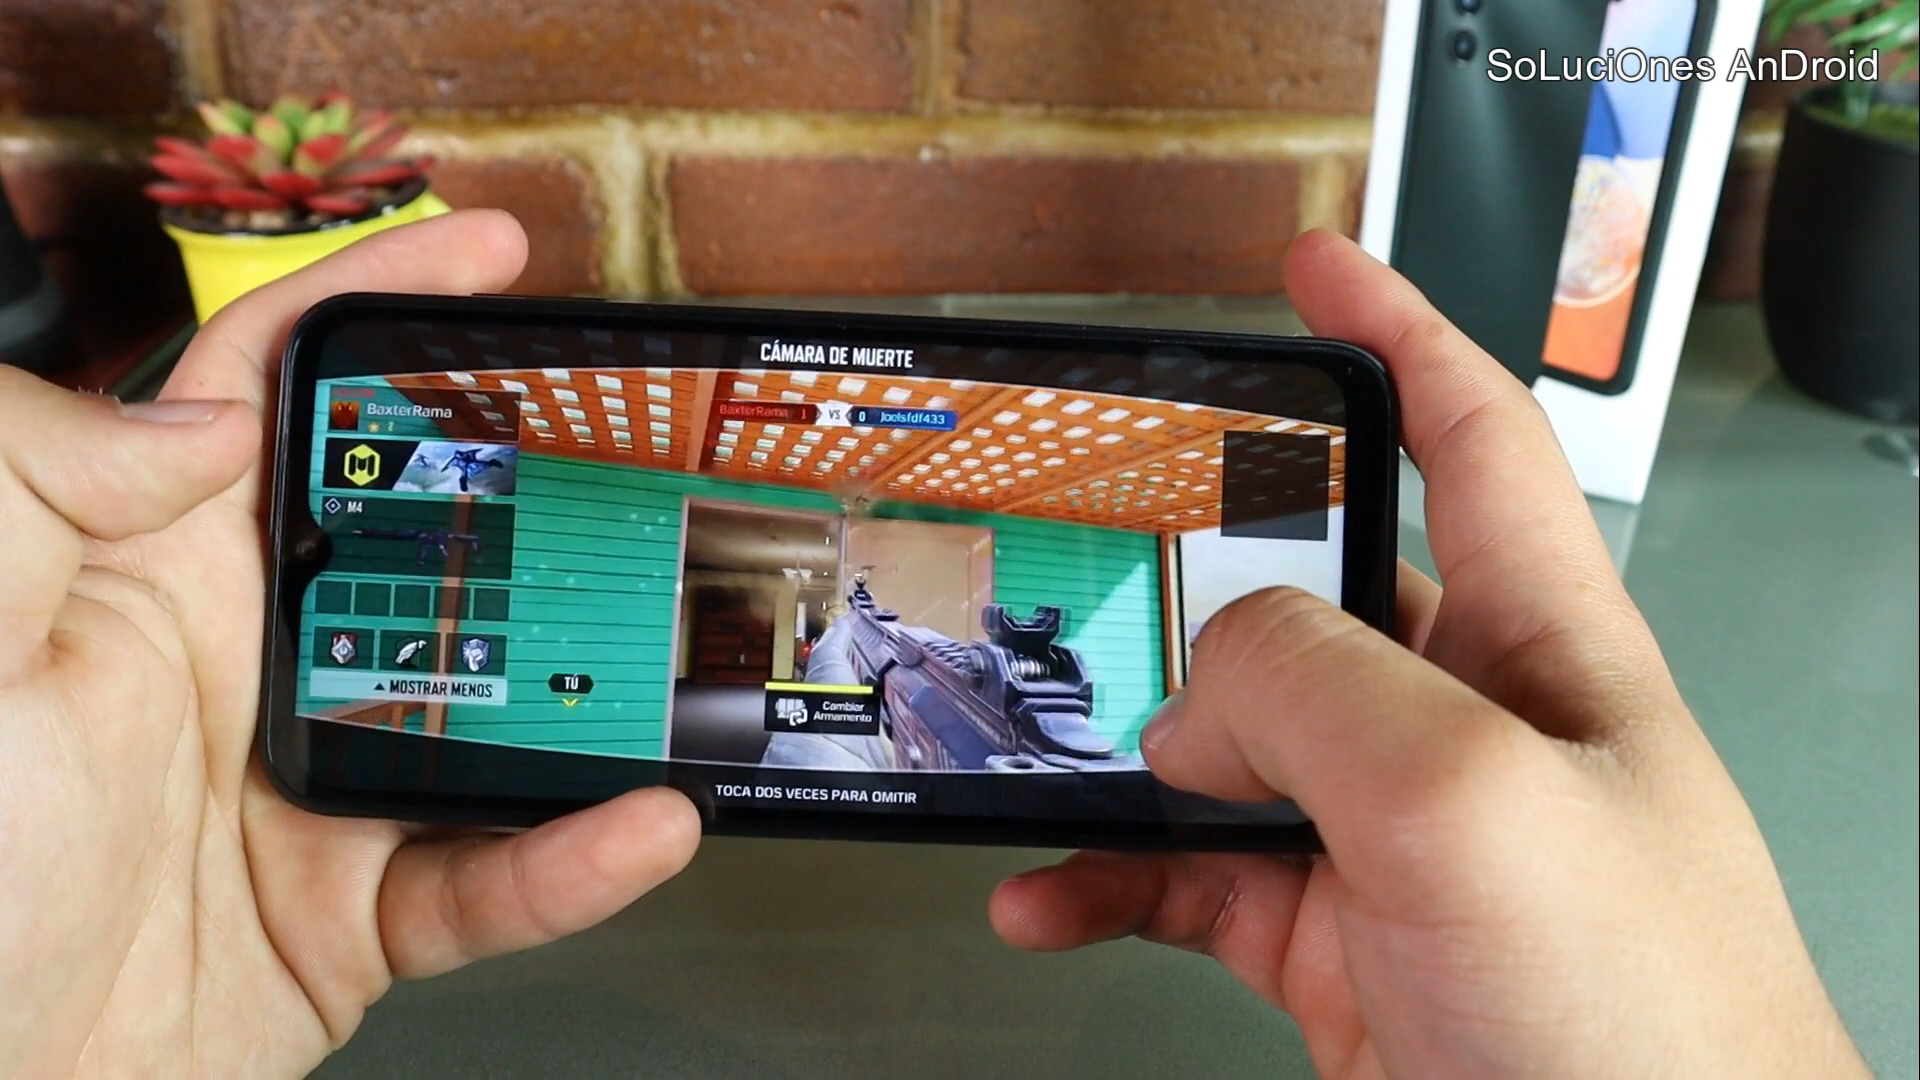 SoLuciOnes AnDroid
CÁMARA DE MUERTE
BaxterRama
2
BaxterRama 1 VS 0 Joelsfdf433
M4
MOSTRAR MENOS
TÚ
Cambiar
Armamento
TOCA DOS VECES PARA OMITIR